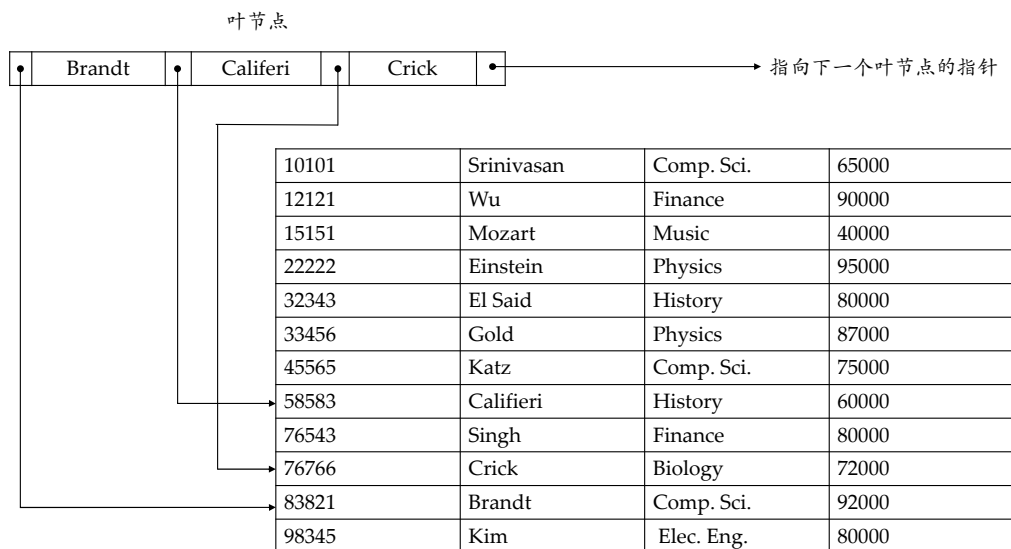 叶节点
Brandt Califeri Crick
指向下一个叶节点的指针
10101 Srinivasan Comp. Sci. 65000
12121 Wu Finance 90000
15151 Mozart Music 40000
22222 Einstein Physics 95000
32343 El Said History 80000
33456 Gold Physics 87000
45565 Katz Comp. Sci. 75000
58583 Califieri History 60000
76543 Singh Finance 80000
76766 Crick Biology 72000
83821 Brandt Comp. Sci. 92000
98345 Kim Elec. Eng. 80000